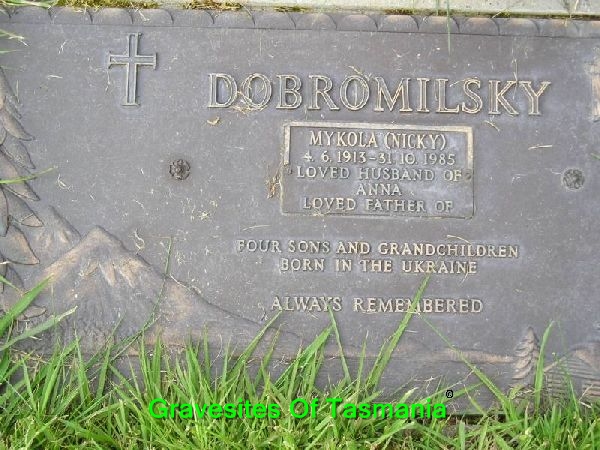 DOBROMILSKY
MYKOLA (NICKY)
4. 6. 1913 - 31. 10. 1985
LOVED HUSBAND OF
ANNA
LOVED FATHER OF
FOUR SONS AND GRANDCHILDREN
BORN IN THE UKRAINE
ALWAYS REMEMBERED
Gravesites Of Tasmania ©